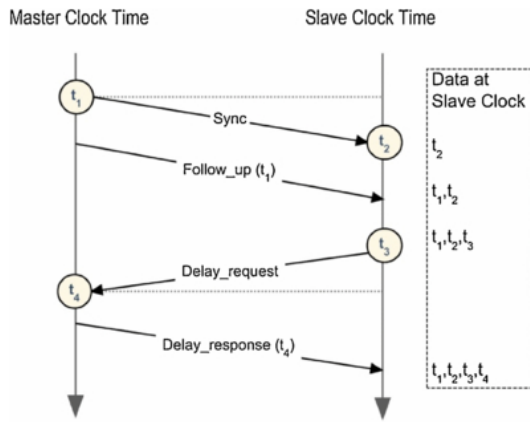 Master Clock Time
Slave Clock Time
Data at
Slave Clock
t₁
Sync
t₂
t₂
Follow_up (t₁)
t₁,t₂
t₃
t₁,t₂,t₃
Delay_request
t₄
Delay_response (t₄)
t₁,t₂,t₃,t₄